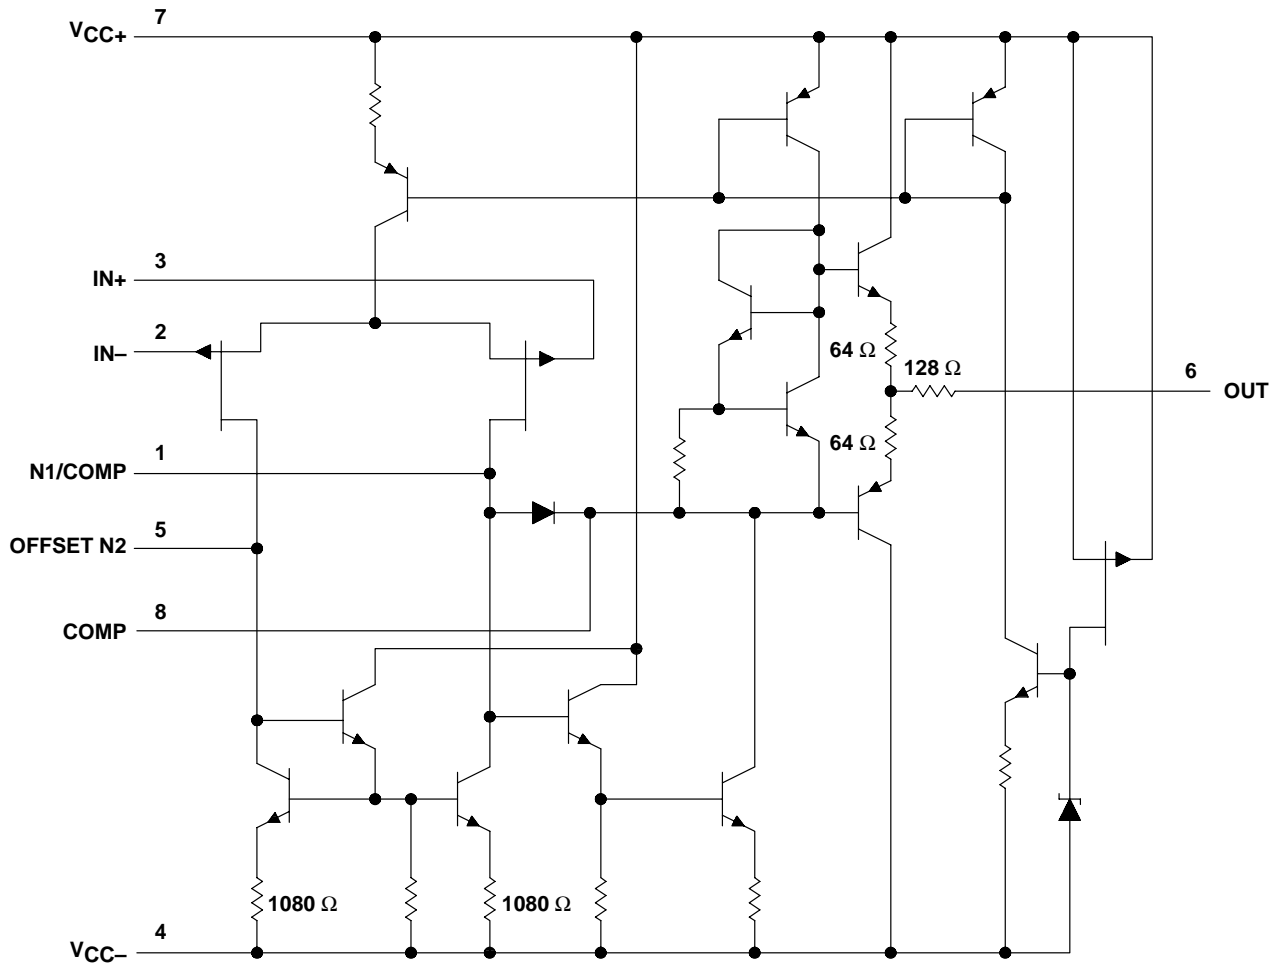 VCC+ 7
IN+ 3
IN– 2
64 Ω
128 Ω
6 OUT
64 Ω
N1/COMP 1
OFFSET N2 5
COMP 8
1080 Ω
1080 Ω
VCC– 4